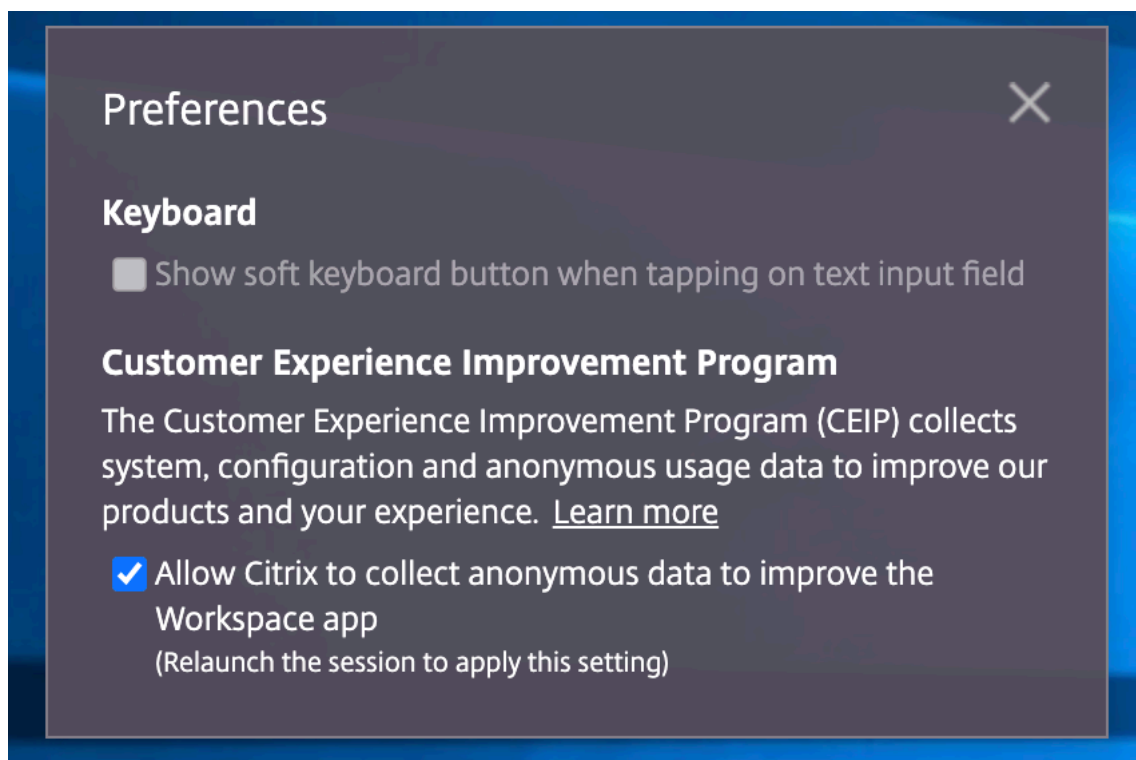 Preferences
Keyboard
Show soft keyboard button when tapping on text input field
Customer Experience Improvement Program
The Customer Experience Improvement Program (CEIP) collects
system, configuration and anonymous usage data to improve our
products and your experience. Learn more
Allow Citrix to collect anonymous data to improve the
Workspace app
(Relaunch the session to apply this setting)